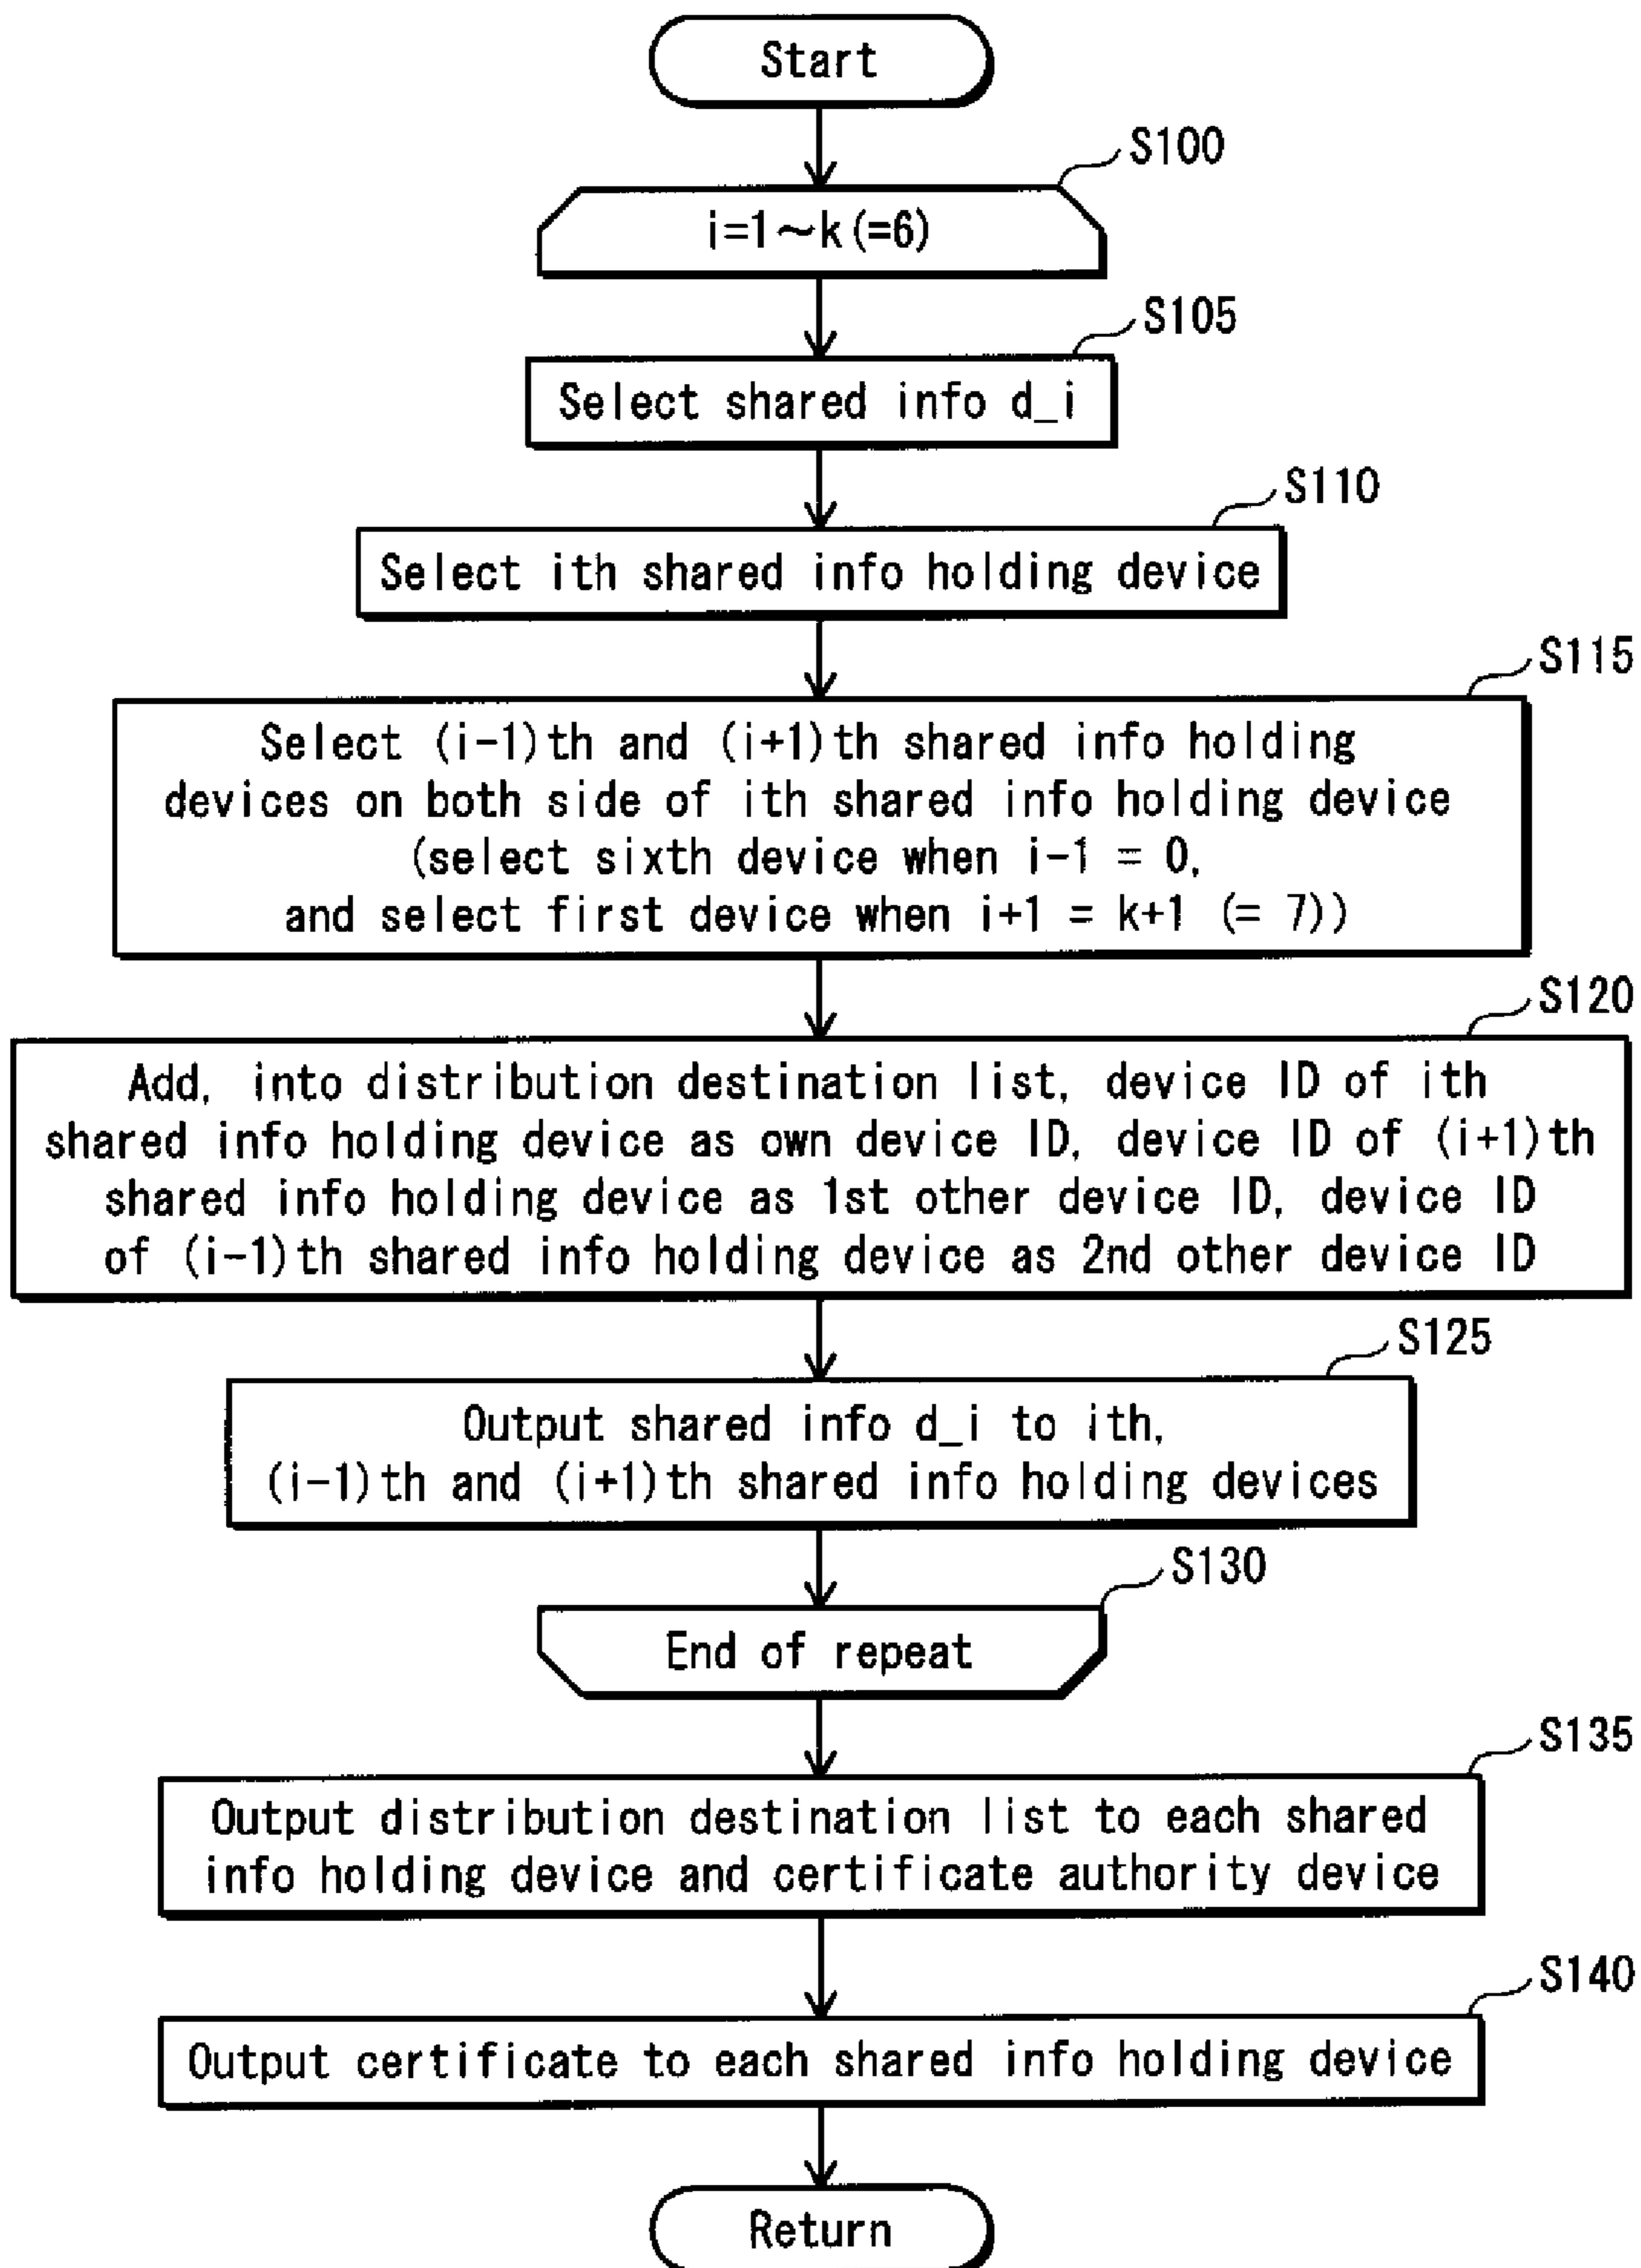 Start
S100
i=1～k(=6)
S105
Select shared info d_i
S110
Select ith shared info holding device
S115
Select (i-1)th and (i+1)th shared info holding
devices on both side of ith shared info holding device
(select sixth device when i-1 = 0,
and select first device when i+1 = k+1 (= 7))
S120
Add, into distribution destination list, device ID of ith
shared info holding device as own device ID, device ID of (i+1)th
shared info holding device as 1st other device ID, device ID
of (i-1)th shared info holding device as 2nd other device ID
S125
Output shared info d_i to ith,
(i-1)th and (i+1)th shared info holding devices
S130
End of repeat
S135
Output distribution destination list to each shared
info holding device and certificate authority device
S140
Output certificate to each shared info holding device
Return